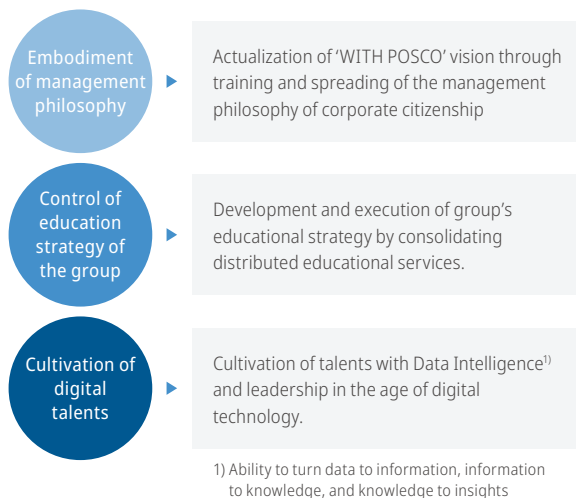 Embodiment
of management
philosophy
Actualization of ‘WITH POSCO’ vision through
training and spreading of the management
philosophy of corporate citizenship
Control of
education
strategy of
the group
Development and execution of group’s
educational strategy by consolidating
distributed educational services.
Cultivation of
digital
talents
Cultivation of talents with Data Intelligence1)
and leadership in the age of digital
technology.
1) Ability to turn data to information, information
to knowledge, and knowledge to insights